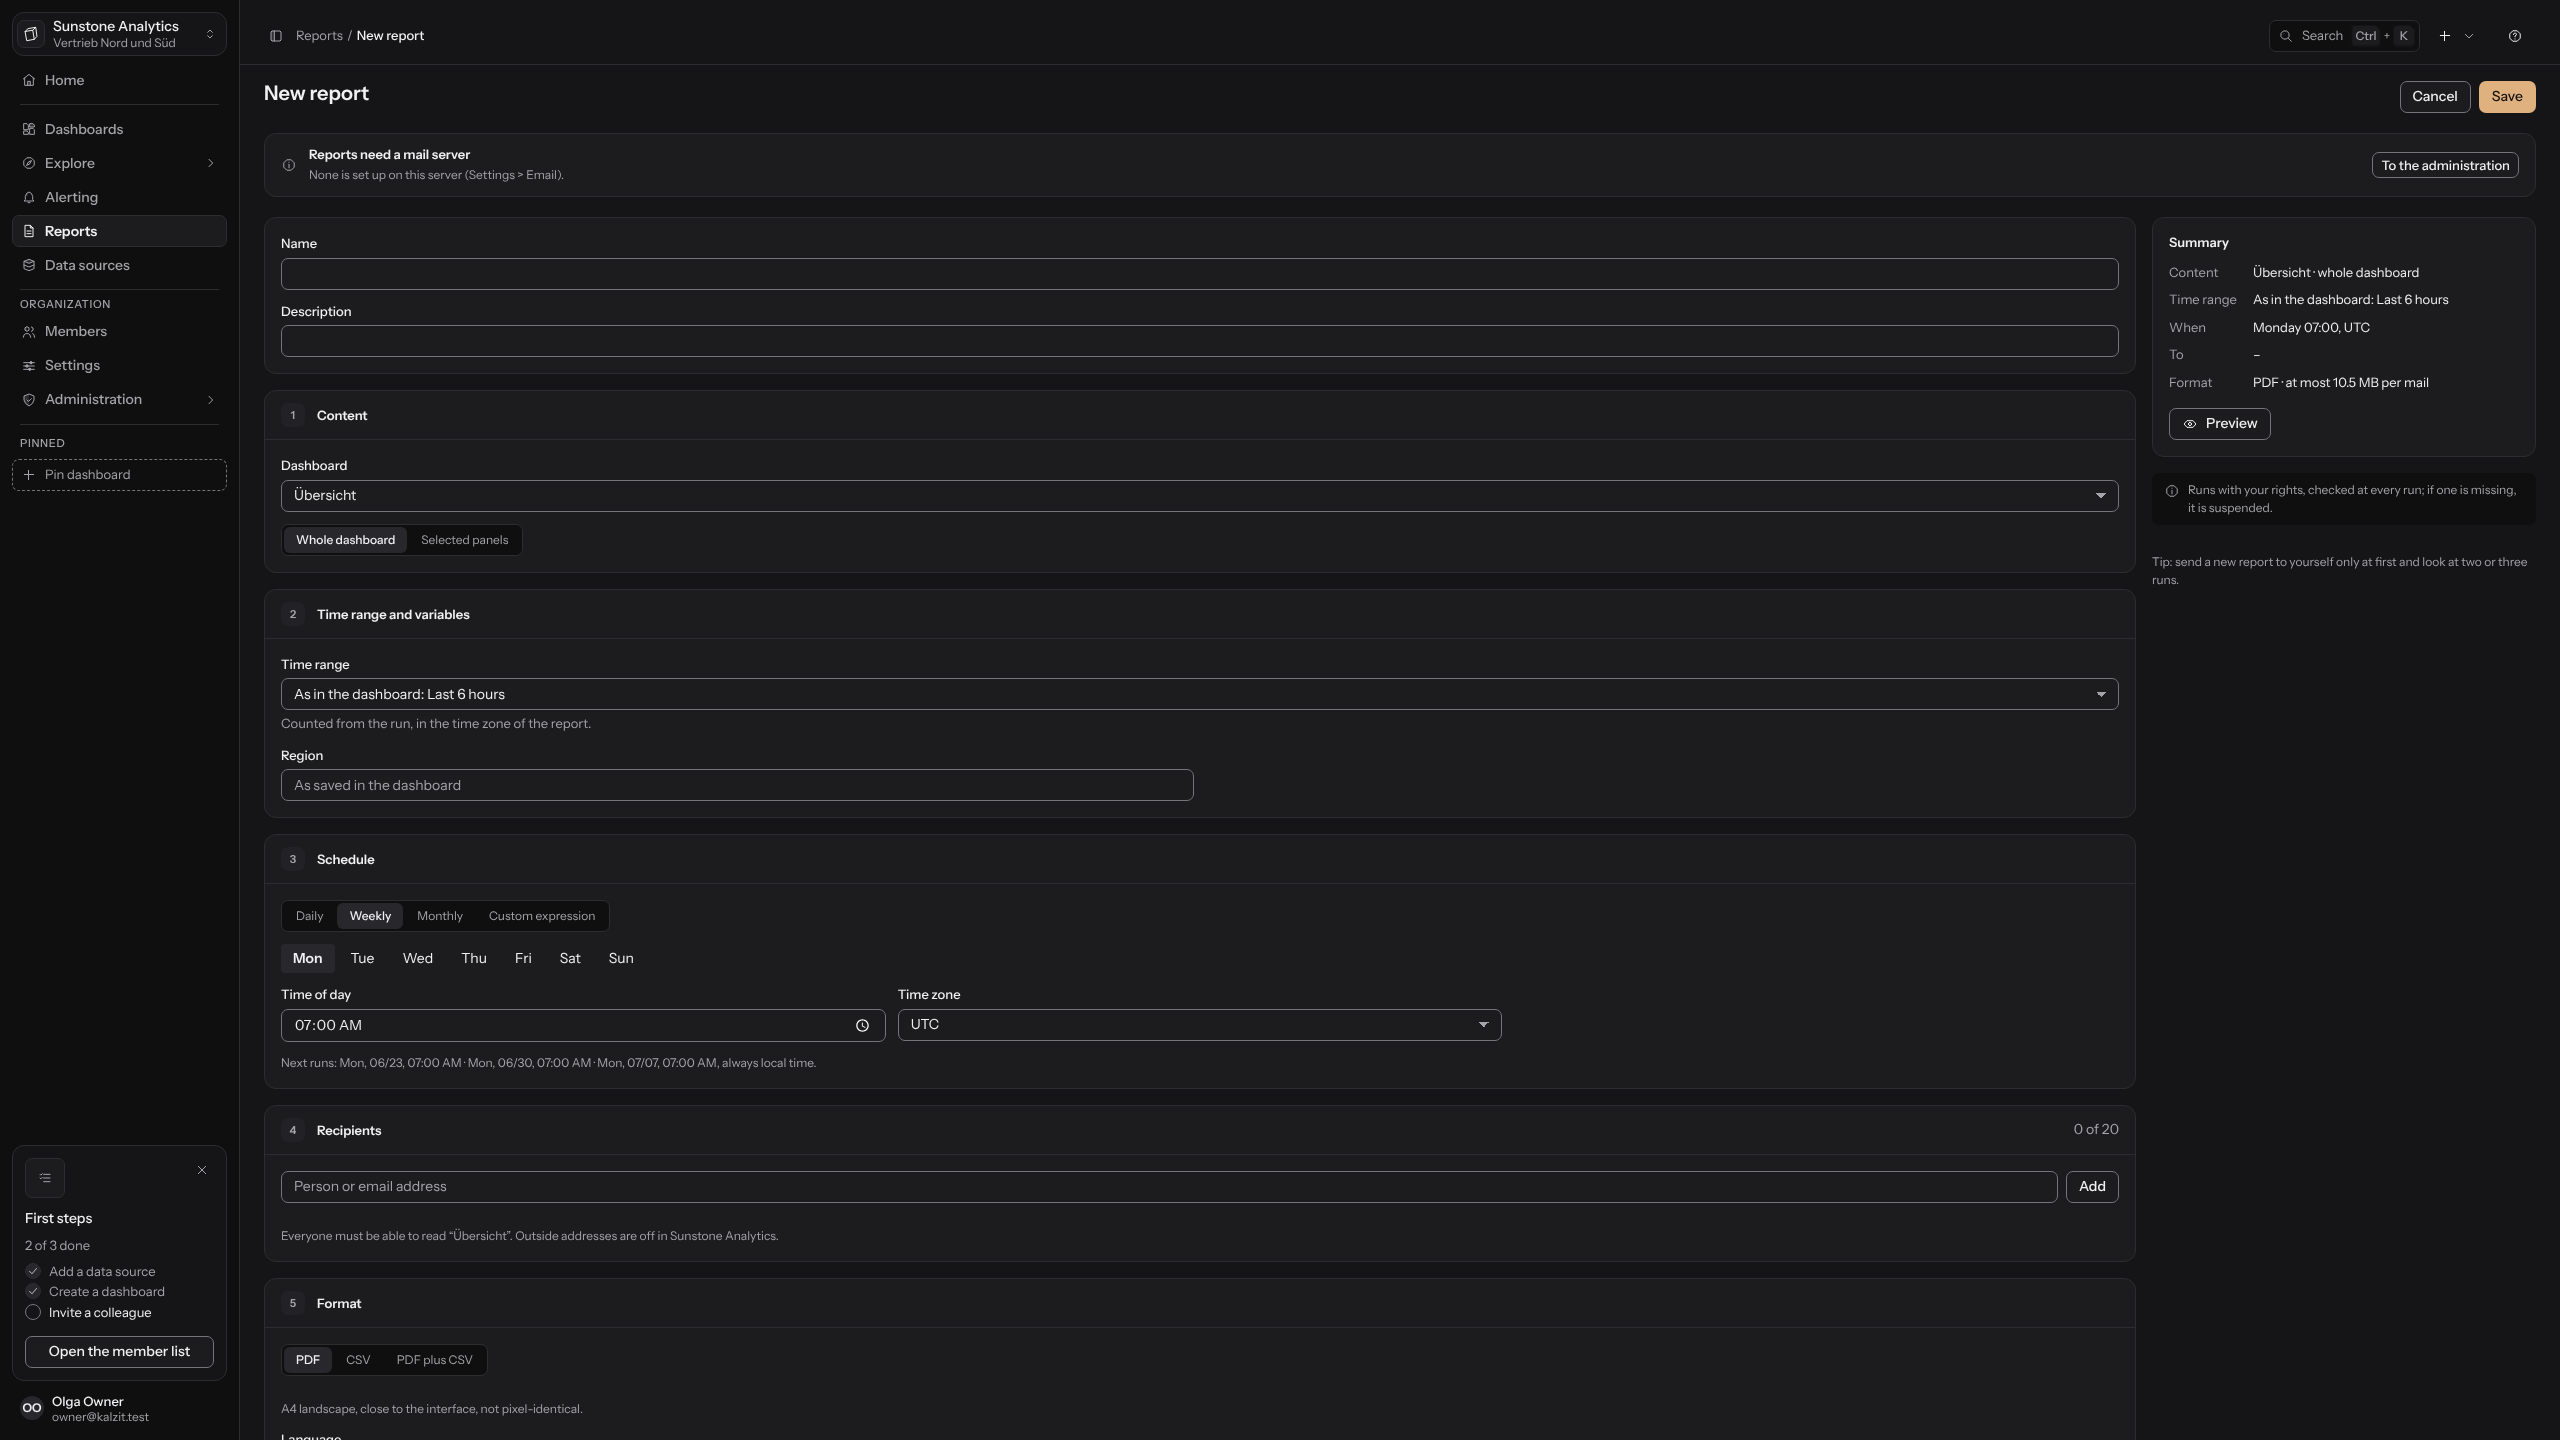 Sunstone Analytics
Vertrieb Nord und Süd
Home
Dashboards
Explore
Alerting
Reports
Data sources
ORGANIZATION
Members
Settings
Administration
PINNED
Pin dashboard
First steps
2 of 3 done
Add a data source
Create a dashboard
Invite a colleague
Open the member list
OO
Olga Owner
owner@kalzit.test
Reports / New report
Search Ctrl + K
New report
Cancel
Save
Reports need a mail server
None is set up on this server (Settings > Email).
To the administration
Name
Description
1 Content
Dashboard
Übersicht
Whole dashboard
Selected panels
2 Time range and variables
Time range
As in the dashboard: Last 6 hours
Counted from the run, in the time zone of the report.
Region
As saved in the dashboard
3 Schedule
Daily Weekly Monthly Custom expression
Mon Tue Wed Thu Fri Sat Sun
Time of day
07:00 AM
Time zone
UTC
Next runs: Mon, 06/23, 07:00 AM · Mon, 06/30, 07:00 AM · Mon, 07/07, 07:00 AM, always local time.
4 Recipients
0 of 20
Person or email address
Add
Everyone must be able to read “Übersicht”. Outside addresses are off in Sunstone Analytics.
5 Format
PDF CSV PDF plus CSV
A4 landscape, close to the interface, not pixel-identical.
Language
Summary
Content Übersicht · whole dashboard
Time range As in the dashboard: Last 6 hours
When Monday 07:00, UTC
To –
Format PDF · at most 10.5 MB per mail
Preview
Runs with your rights, checked at every run; if one is missing,
it is suspended.
Tip: send a new report to yourself only at first and look at two or three
runs.